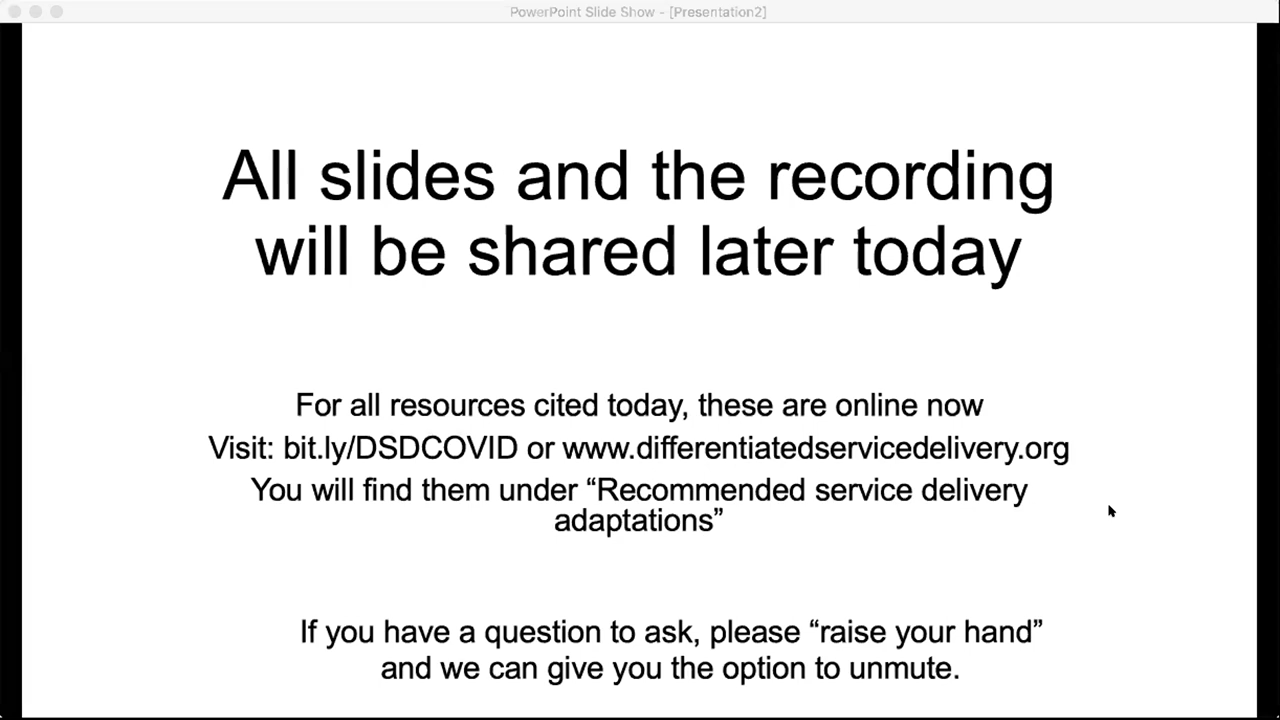 PowerPoint Slide Show - [Presentation2]
All slides and the recording
will be shared later today
For all resources cited today, these are online now
Visit: bit.ly/DSDCOVID or www.differentiatedservicedelivery.org
You will find them under “Recommended service delivery
adaptations”
If you have a question to ask, please “raise your hand”
and we can give you the option to unmute.